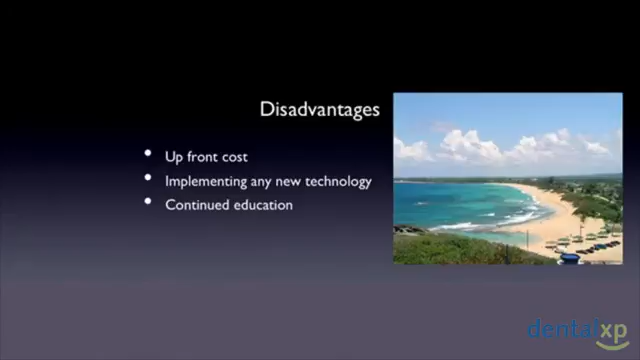 Disadvantages
• Up front cost
• Implementing any new technology
• Continued education
dentalxp